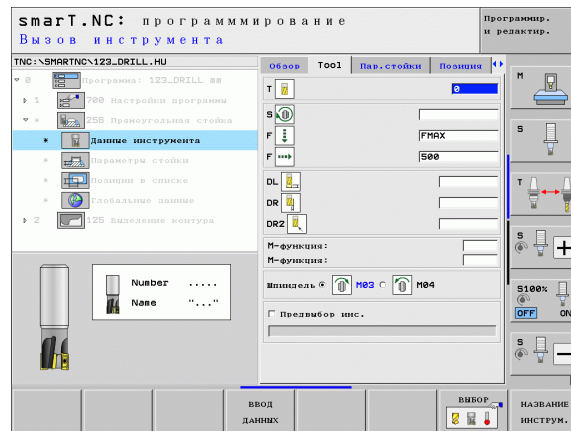 smarT.NC: программмирование
Программир. и редактир.
Вызов инструмента
TNC:\SMARTNC\123_DRILL.HU
0 Программа: 123_DRILL мм
1 700 Настройки программы
* 256 Прямоугольная стойка
* Данные инструмента
* Параметры стойки
* Позиции в списке
* Глобальные данные
2 125 Выделение контура
Обзор Tool Пар.стойки Позиция
T 0
S
F FMAX
F 500
DL
DR
DR2
М-функция:
М-функция:
Шпиндель M03 M04
Предвыбор инс.
Number .....
Name "..."
M
S
T
S
S100%
OFF ON
S
ВВОД ДАННЫХ
ВЫБОР
НАЗВАНИЕ ИНСТРУМ.